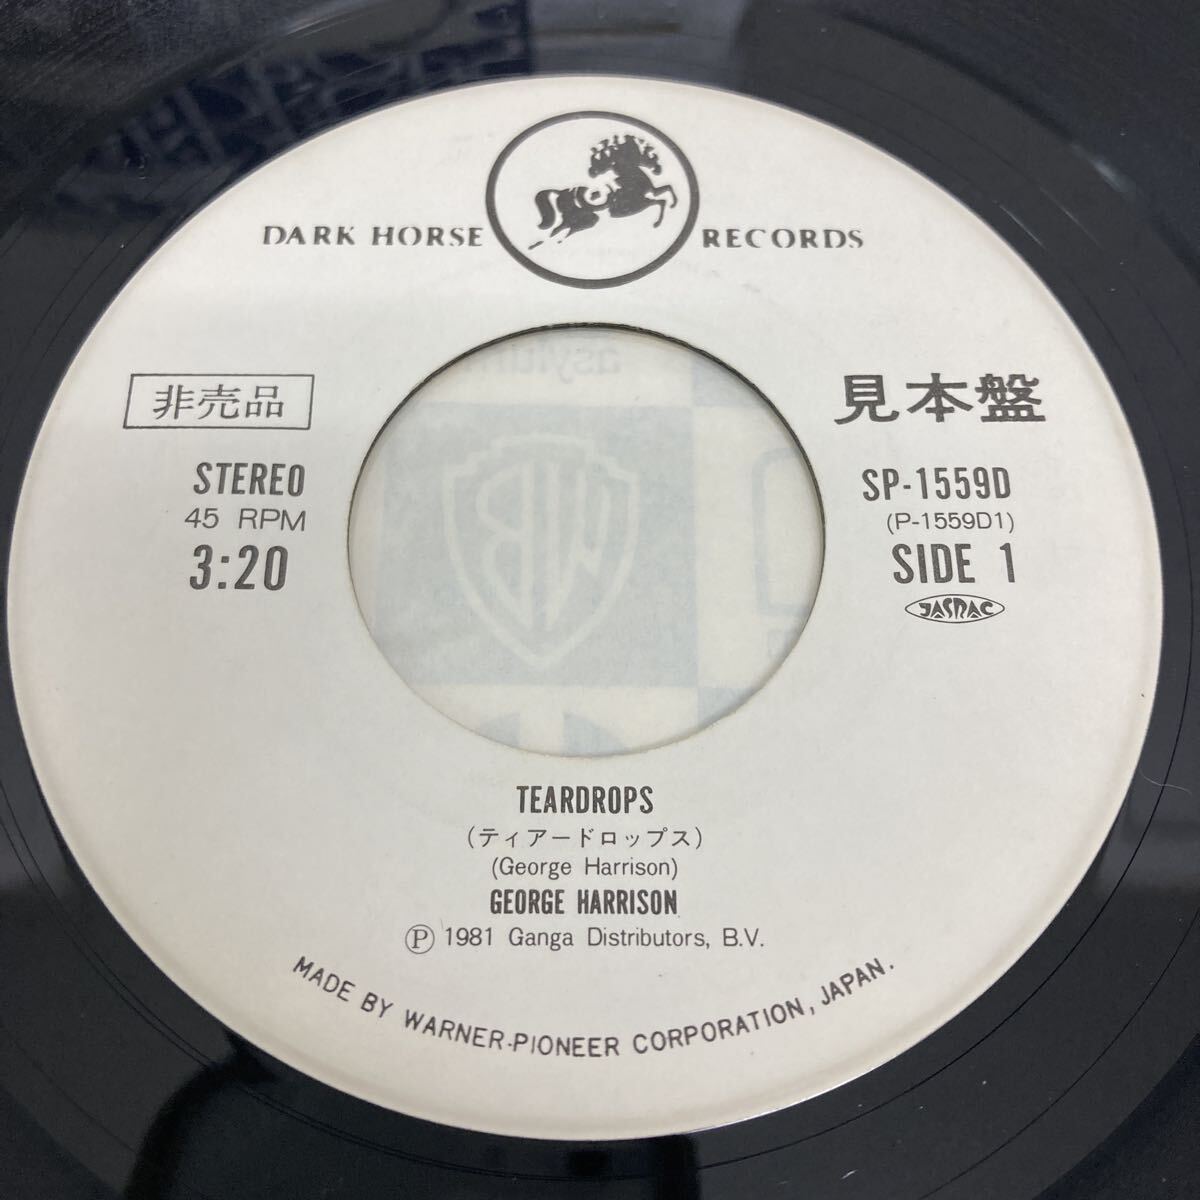 DARK HORSE RECORDS
非売品
見本盤
STEREO
45 RPM
3:20
SP-1559D
(P-1559D1)
SIDE 1
JASRAC
asylum
WB
TEARDROPS
(ティアードロップス)
(George Harrison)
GEORGE HARRISON
Ⓟ 1981 Ganga Distributors, B.V.
MADE BY WARNER-PIONEER CORPORATION, JAPAN.